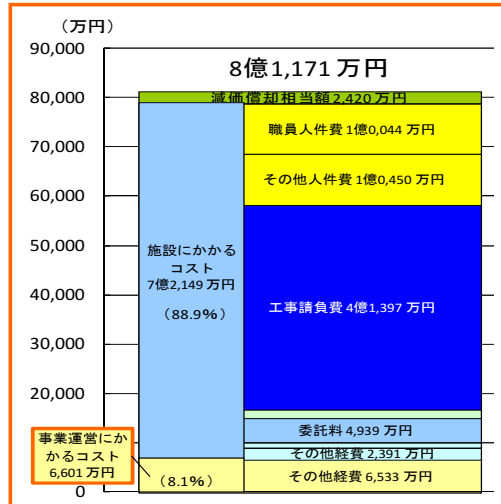 （万円）
8億1,171 万円
90,000
80,000
70,000
60,000
50,000
40,000
30,000
20,000
0
減価償却相当額 2,420 万円
職員人件費 1億0,044 万円
その他人件費 1億0,450 万円
施設にかかる
コスト
7億2,149 万円
（88.9%）
工事請負費 4億1,397 万円
委託料 4,939 万円
その他経費 2,391 万円
その他経費 6,533 万円
事業運営にか
かるコスト
6,601 万円
（8.1%）